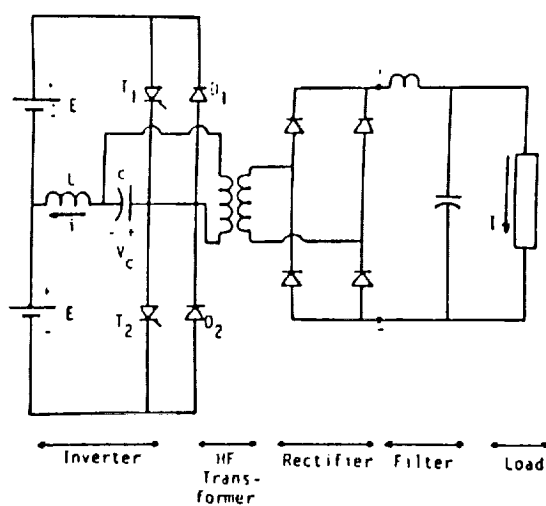 +
E
-
T1
D1
L
C
i
- +
Vc
+
E
-
T2
D2
I
Inverter
HF
Trans-
former
Rectifier
Filter
Load